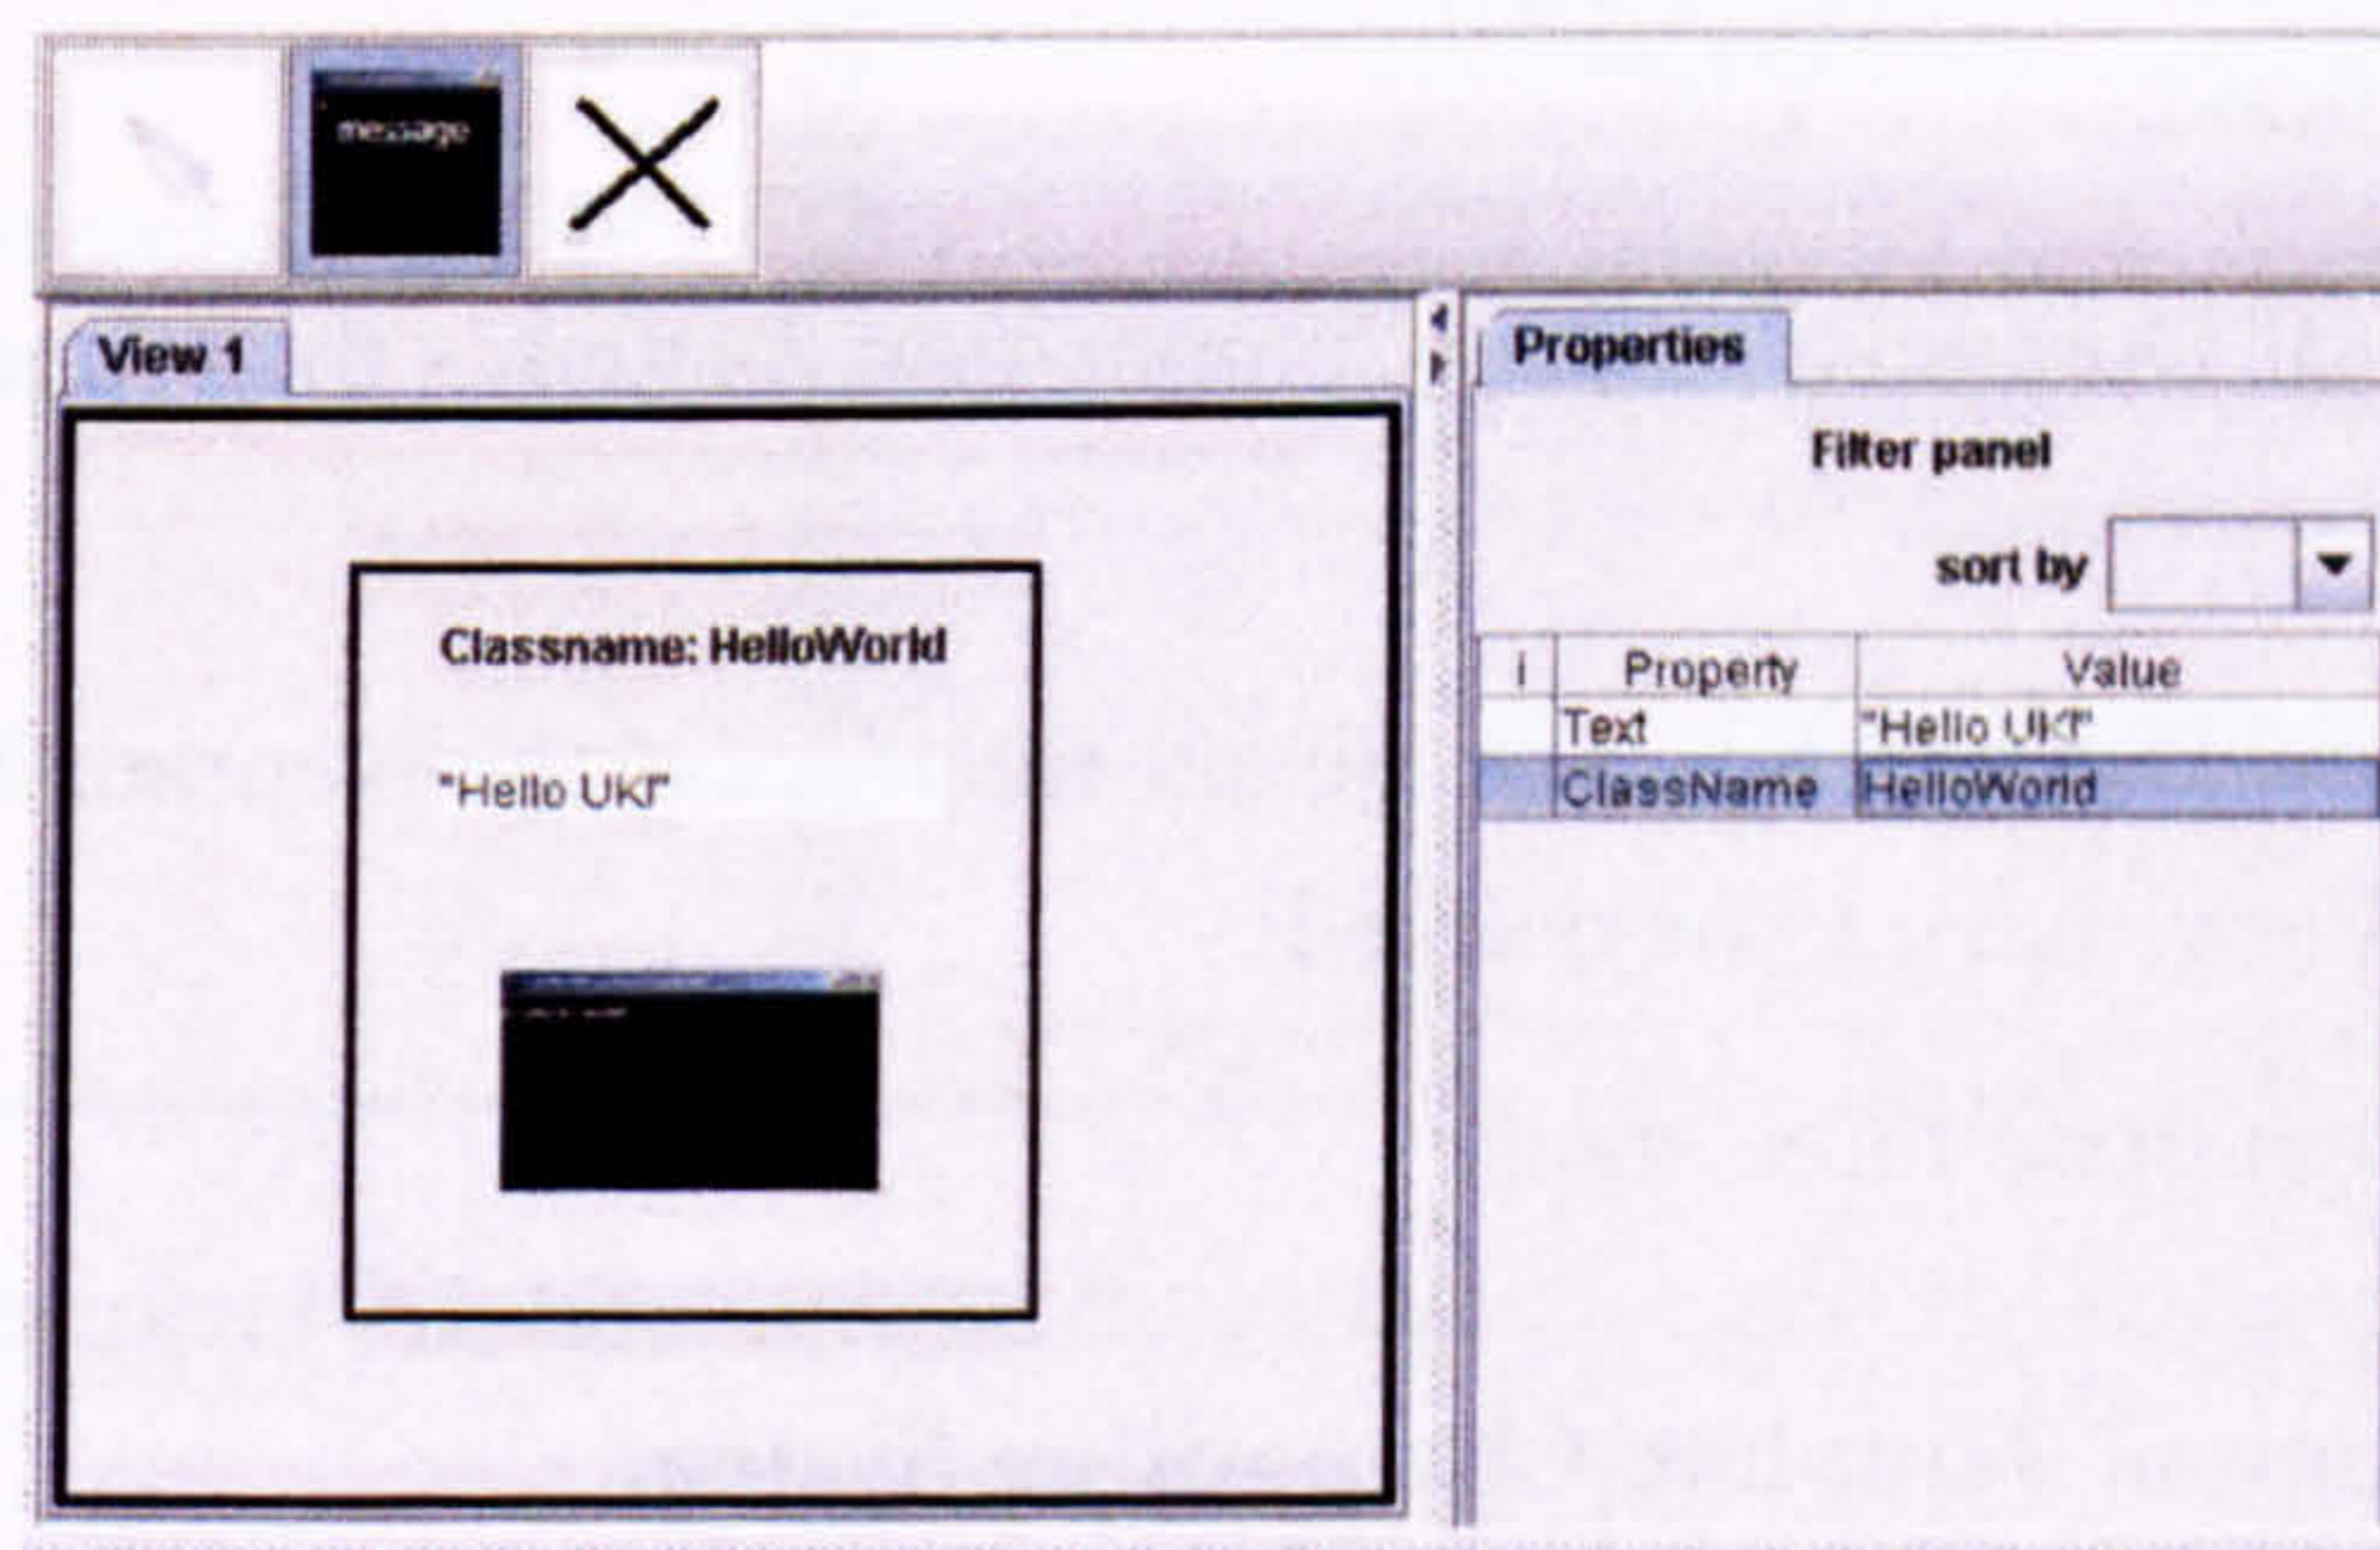 message
View 1
Properties
Filter panel
sort by
i Property Value
Text "Hello UK!"
ClassName HelloWorld
Classname: HelloWorld
"Hello UK!"